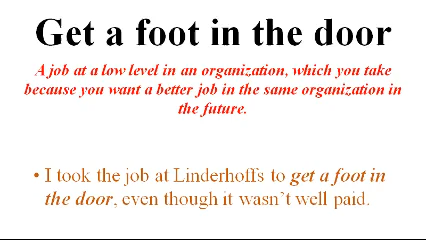 Get a foot in the door
A job at a low level in an organization, which you take
because you want a better job in the same organization in
the future.
• I took the job at Linderhoffs to get a foot in
the door, even though it wasn't well paid.